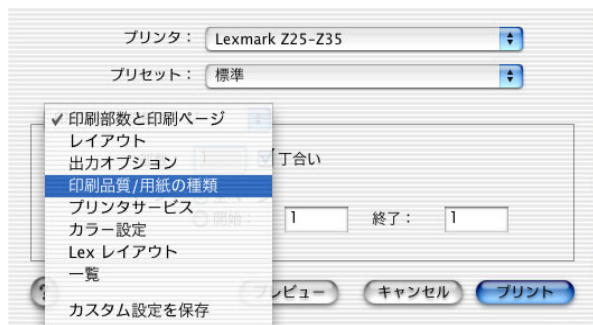 プリンタ： Lexmark Z25-Z35
プリセット： 標準
✓ 印刷部数と印刷ページ
レイアウト
出力オプション 1 丁合い
印刷品質/用紙の種類
プリンタサービス
開始： 1 終了： 1
カラー設定
Lex レイアウト
一覧
? プレビュー キャンセル プリント
カスタム設定を保存